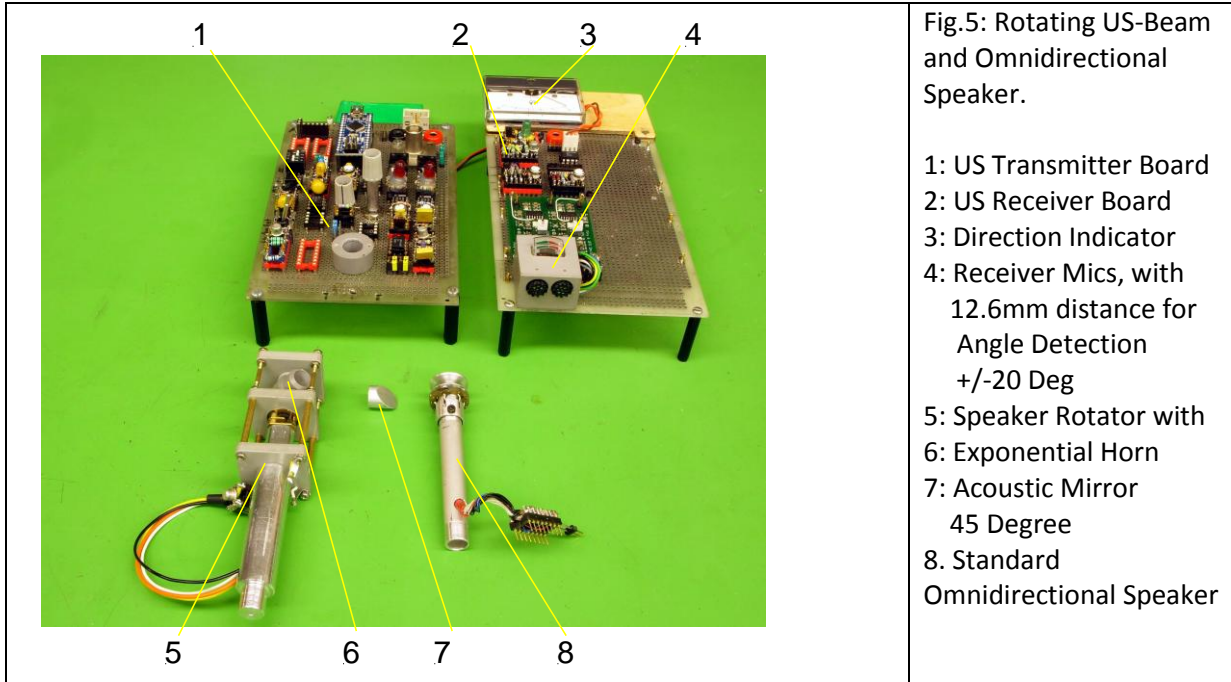 1
2
3
4
5
6
7
8
Fig.5: Rotating US-Beam
and Omnidirectional
Speaker.
1: US Transmitter Board
2: US Receiver Board
3: Direction Indicator
4: Receiver Mics, with
12.6mm distance for
Angle Detection
+/-20 Deg
5: Speaker Rotator with
6: Exponential Horn
7: Acoustic Mirror
45 Degree
8. Standard
Omnidirectional Speaker